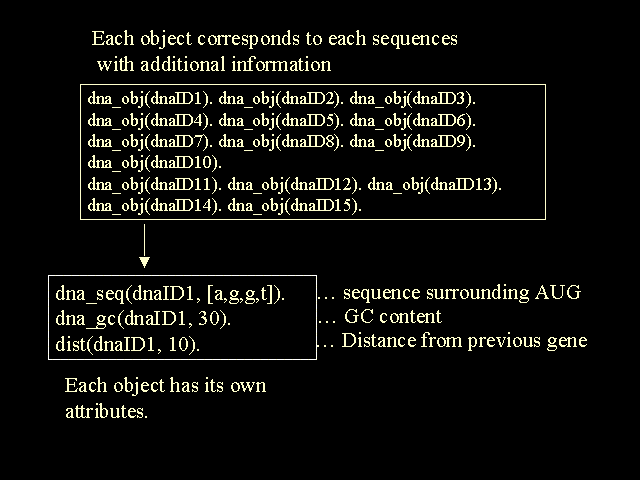 Each object corresponds to each sequences
with additional information
dna_obj(dnaID1). dna_obj(dnaID2). dna_obj(dnaID3).
dna_obj(dnaID4). dna_obj(dnaID5). dna_obj(dnaID6).
dna_obj(dnaID7). dna_obj(dnaID8). dna_obj(dnaID9).
dna_obj(dnaID10).
dna_obj(dnaID11). dna_obj(dnaID12). dna_obj(dnaID13).
dna_obj(dnaID14). dna_obj(dnaID15).
dna_seq(dnaID1, [a,g,g,t]). … sequence surrounding AUG
dna_gc(dnaID1, 30). … GC content
dist(dnaID1, 10). … Distance from previous gene
Each object has its own
attributes.